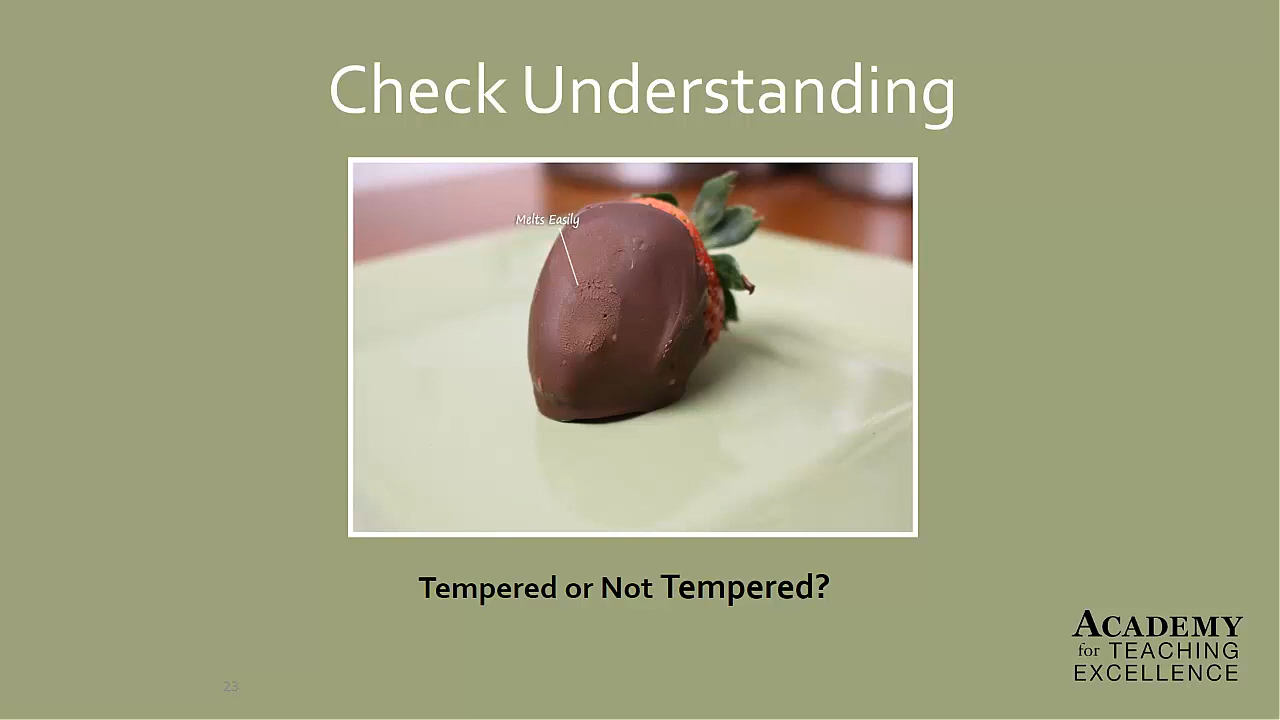 Check Understanding
Melts Easily
Tempered or Not Tempered?
ACADEMY
for TEACHING
EXCELLENCE
23